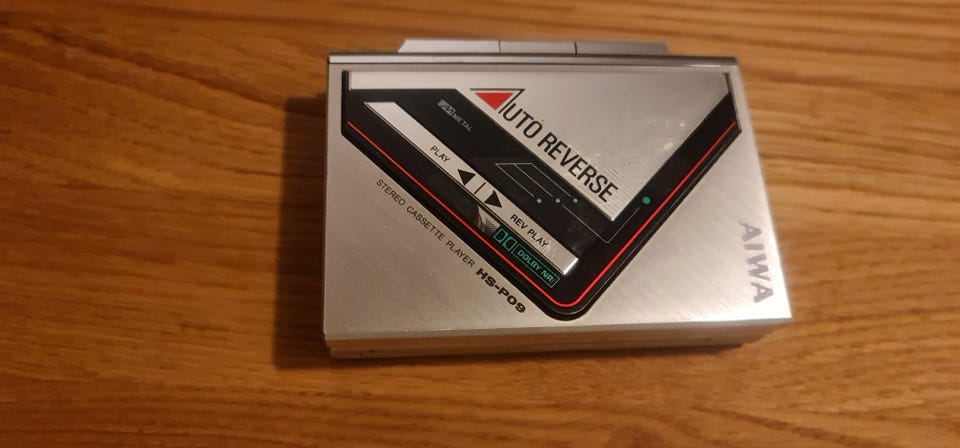 AUTO REVERSE
METAL
PLAY
REV PLAY
DOLBY NR
STEREO CASSETTE PLAYER HS-P09
AIWA